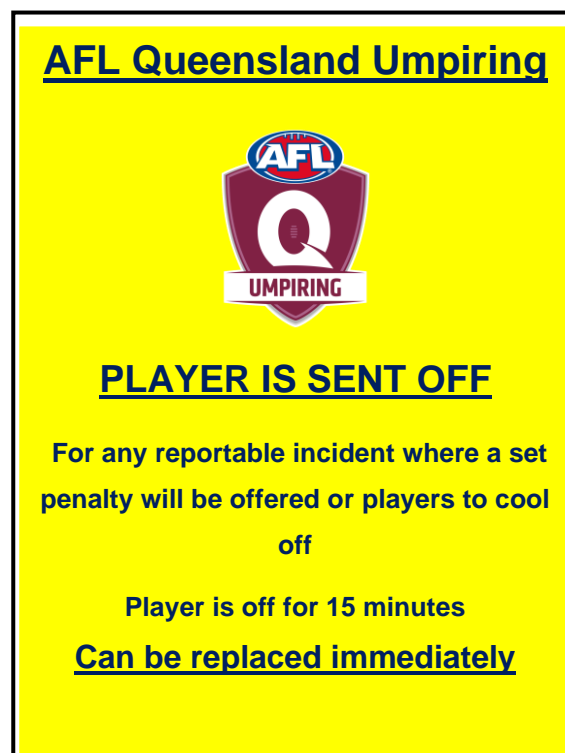 AFL Queensland Umpiring
AFL
Q
UMPIRING
PLAYER IS SENT OFF
For any reportable incident where a set
penalty will be offered or players to cool
off
Player is off for 15 minutes
Can be replaced immediately